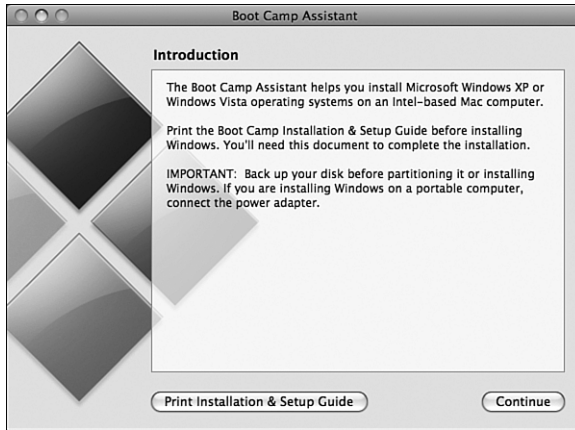 Boot Camp Assistant
Introduction
The Boot Camp Assistant helps you install Microsoft Windows XP or
Windows Vista operating systems on an Intel-based Mac computer.
Print the Boot Camp Installation & Setup Guide before installing
Windows. You'll need this document to complete the installation.
IMPORTANT:  Back up your disk before partitioning it or installing
Windows. If you are installing Windows on a portable computer,
connect the power adapter.
Print Installation & Setup Guide
Continue